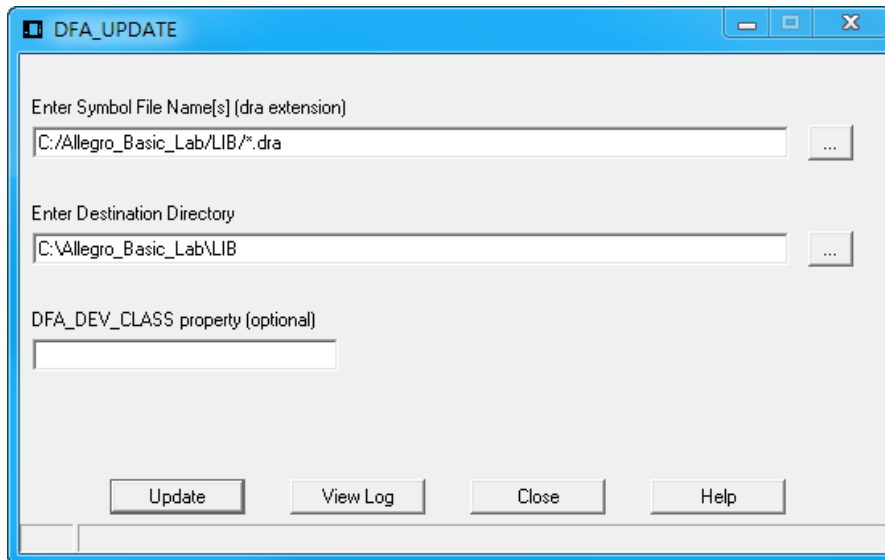 DFA_UPDATE
Enter Symbol File Name[s] (dra extension)
C:/Allegro_Basic_Lab/LIB/*.dra
...
Enter Destination Directory
C:\Allegro_Basic_Lab\LIB
...
DFA_DEV_CLASS property (optional)
Update View Log Close Help